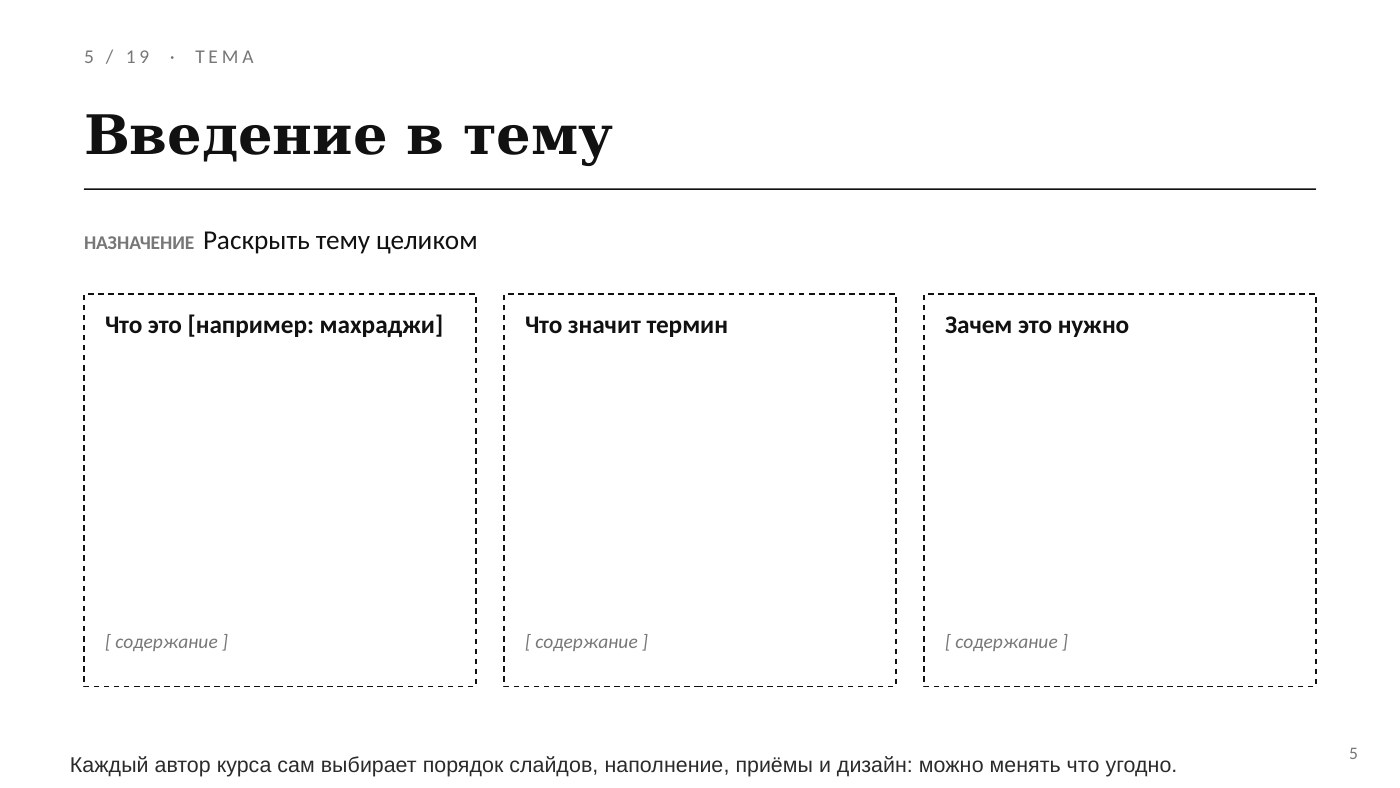 5 / 19 · ТЕМА
Введение в тему
НАЗНАЧЕНИЕ Раскрыть тему целиком
Что это [например: махраджи]
[ содержание ]
Что значит термин
[ содержание ]
Зачем это нужно
[ содержание ]
Каждый автор курса сам выбирает порядок слайдов, наполнение, приёмы и дизайн: можно менять что угодно.
5